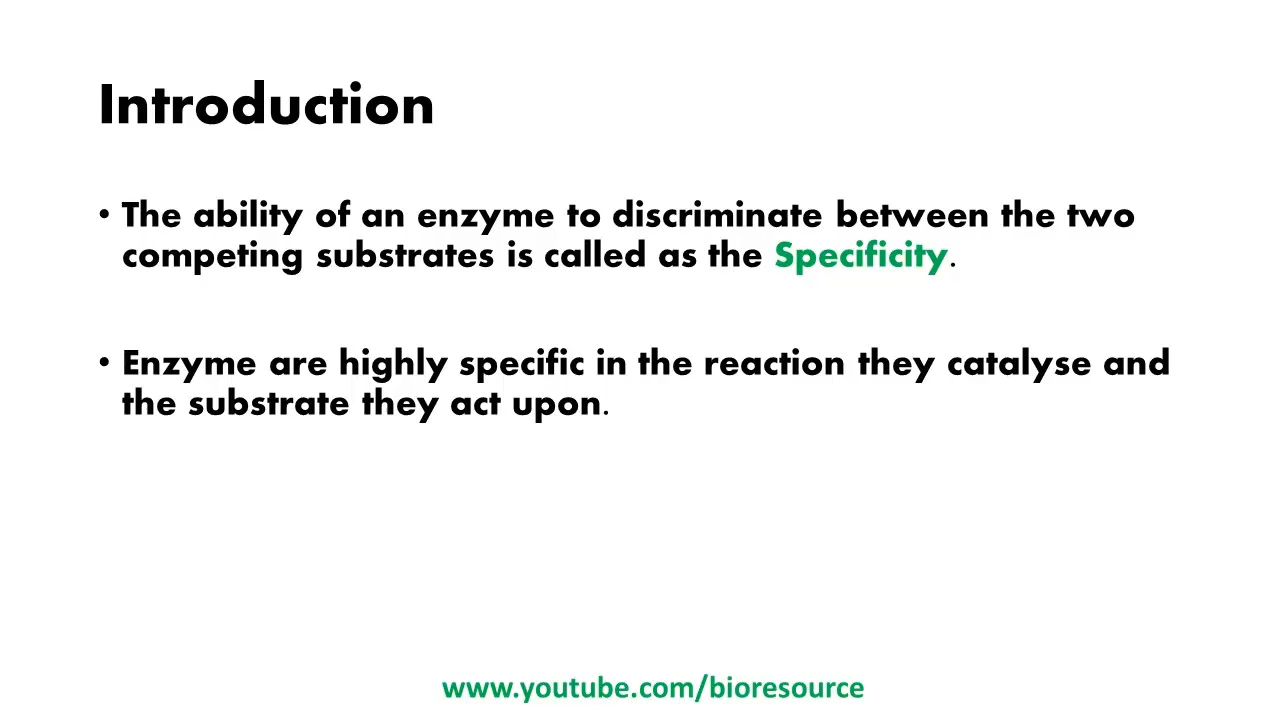 Introduction
• The ability of an enzyme to discriminate between the two
competing substrates is called as the Specificity.
• Enzyme are highly specific in the reaction they catalyse and
the substrate they act upon.
www.youtube.com/bioresource